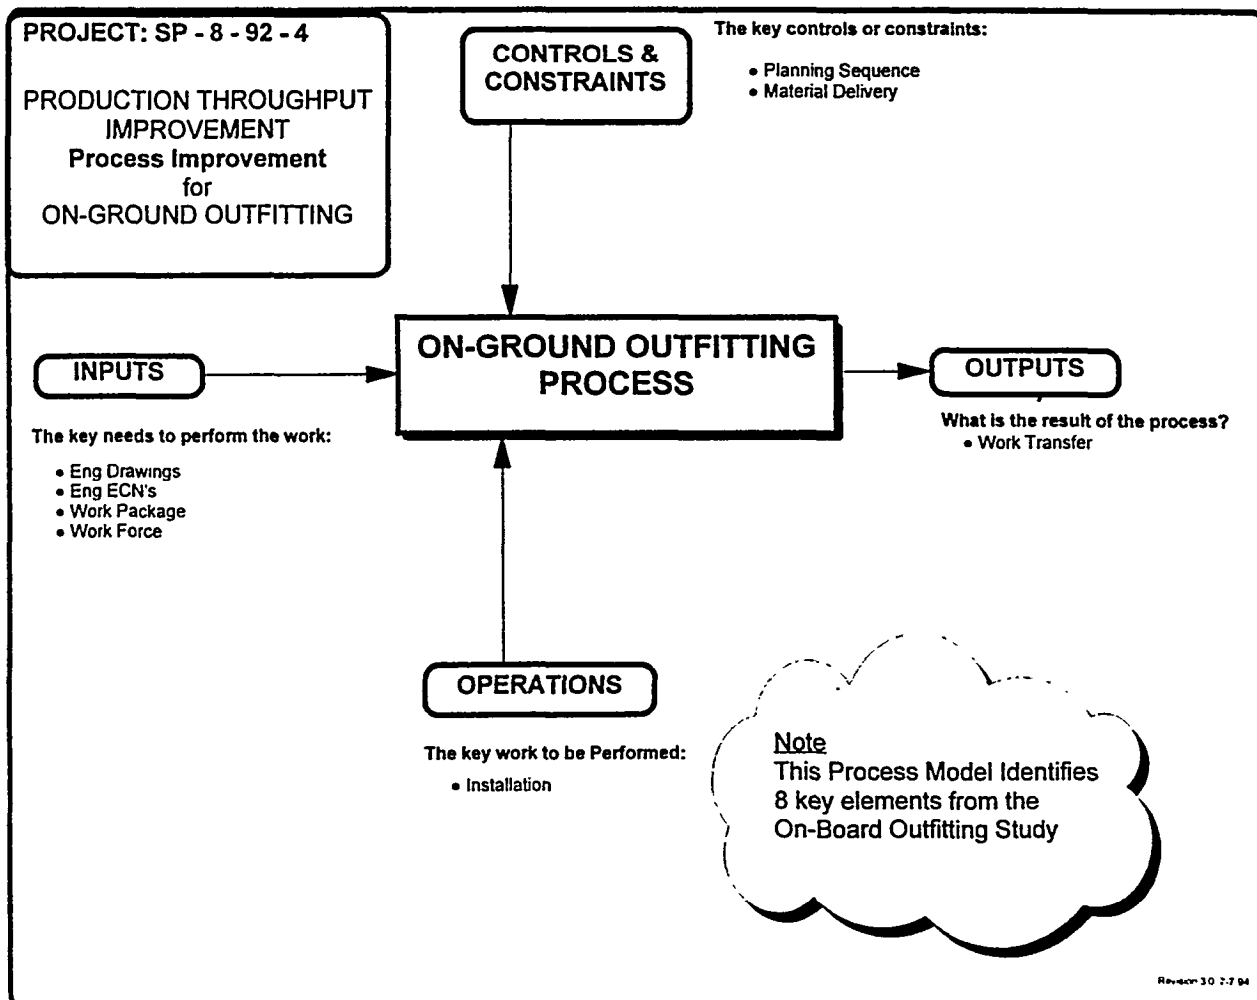 PROJECT: SP - 8 - 92 - 4
PRODUCTION THROUGHPUT
IMPROVEMENT
Process Improvement
for
ON-GROUND OUTFITTING
CONTROLS &
CONSTRAINTS
The key controls or constraints:
• Planning Sequence
• Material Delivery
ON-GROUND OUTFITTING
PROCESS
INPUTS
The key needs to perform the work:
• Eng Drawings
• Eng ECN's
• Work Package
• Work Force
OUTPUTS
What is the result of the process?
• Work Transfer
OPERATIONS
The key work to be Performed:
• Installation
Note
This Process Model Identifies
8 key elements from the
On-Board Outfitting Study
Revision 3.0